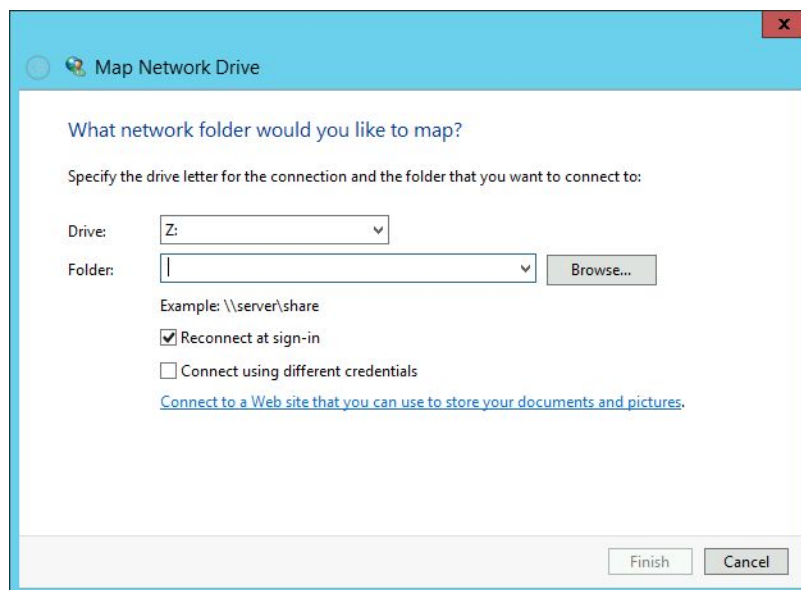 x
Map Network Drive
What network folder would you like to map?
Specify the drive letter for the connection and the folder that you want to connect to:
Drive: Z:
Folder: Browse...
Example: \\server\share
Reconnect at sign-in
Connect using different credentials
Connect to a Web site that you can use to store your documents and pictures.
Finish Cancel